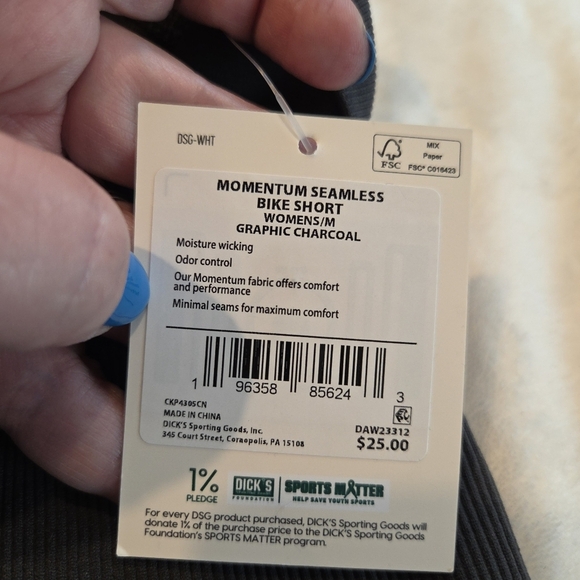 DSG-WHT
FSC
MIX
Paper
FSC® C016423
MOMENTUM SEAMLESS
BIKE SHORT
WOMENS/M
GRAPHIC CHARCOAL
Moisture wicking
Odor control
Our Momentum fabric offers comfort
and performance
Minimal seams for maximum comfort
1 96358 85624 3
CKP4305CN
MADE IN CHINA
DICK'S Sporting Goods, Inc.
345 Court Street, Coraopolis, PA 15108
DAW23312
$25.00
1%
PLEDGE
DICK'S
FOUNDATION
SPORTS MATTER
HELP SAVE YOUTH SPORTS
For every DSG product purchased, DICK'S Sporting Goods will
donate 1% of the purchase price to the DICK'S Sporting Goods
Foundation's SPORTS MATTER program.